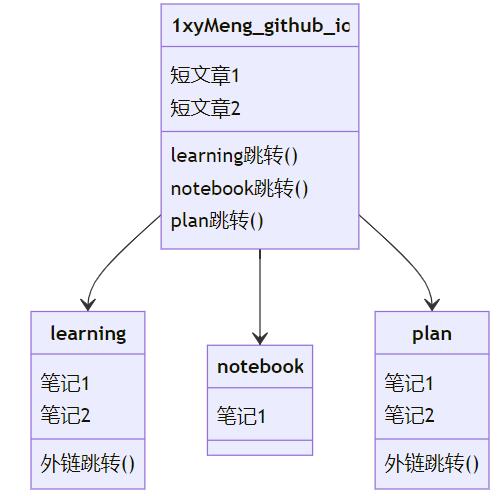 1xyMeng_github_io
短文章1
短文章2
learning跳转()
notebook跳转()
plan跳转()
learning
笔记1
笔记2
外链跳转()
notebook
笔记1
plan
笔记1
笔记2
外链跳转()